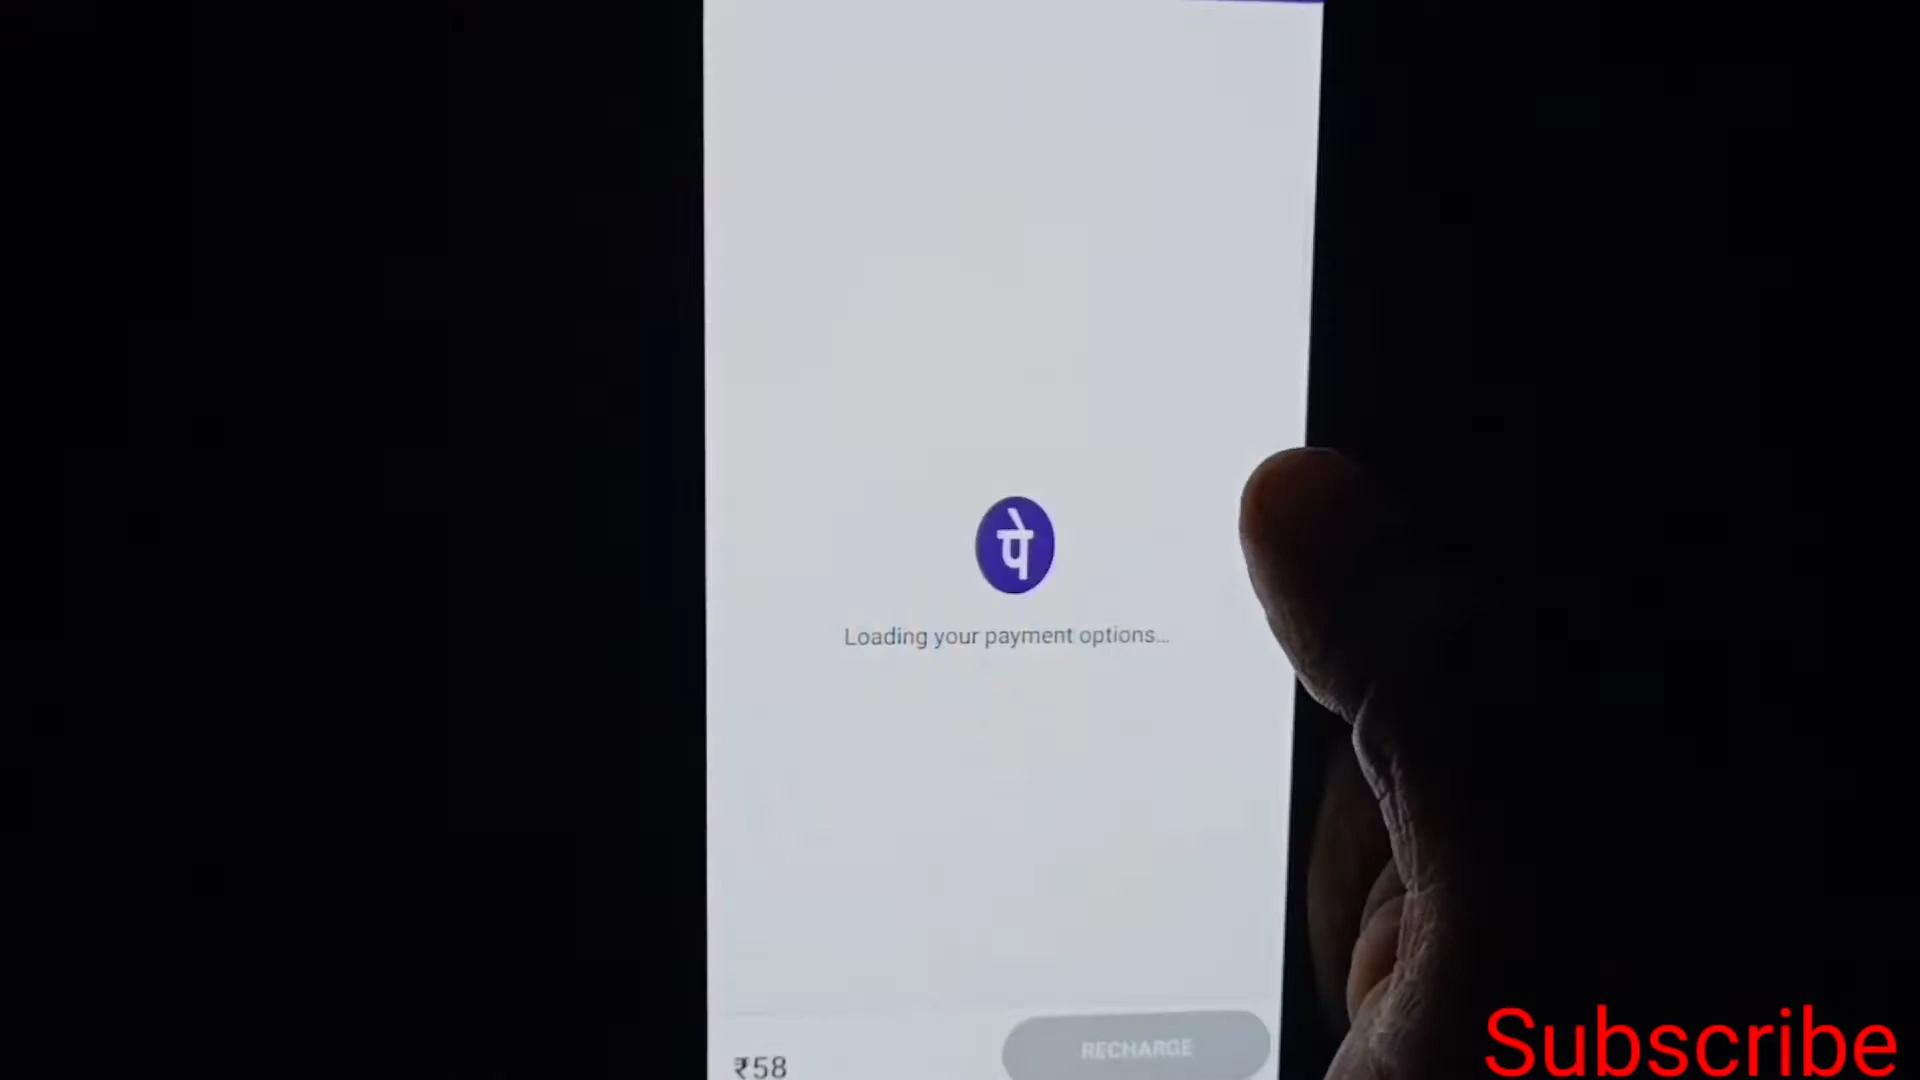 पे
Loading your payment options...
RECHARGE
₹58
Subscribe